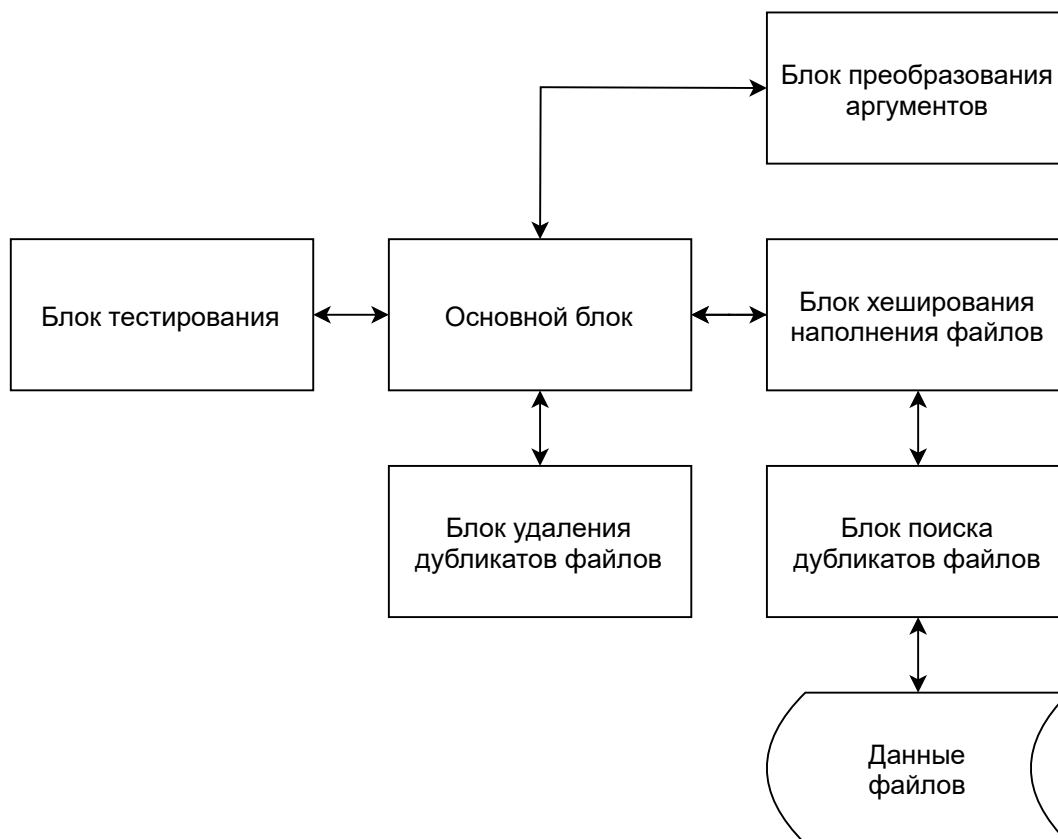 Блок преобразования
аргументов
Блок тестирования
Основной блок
Блок хеширования
наполнения файлов
Блок удаления
дубликатов файлов
Блок поиска
дубликатов файлов
Данные
файлов